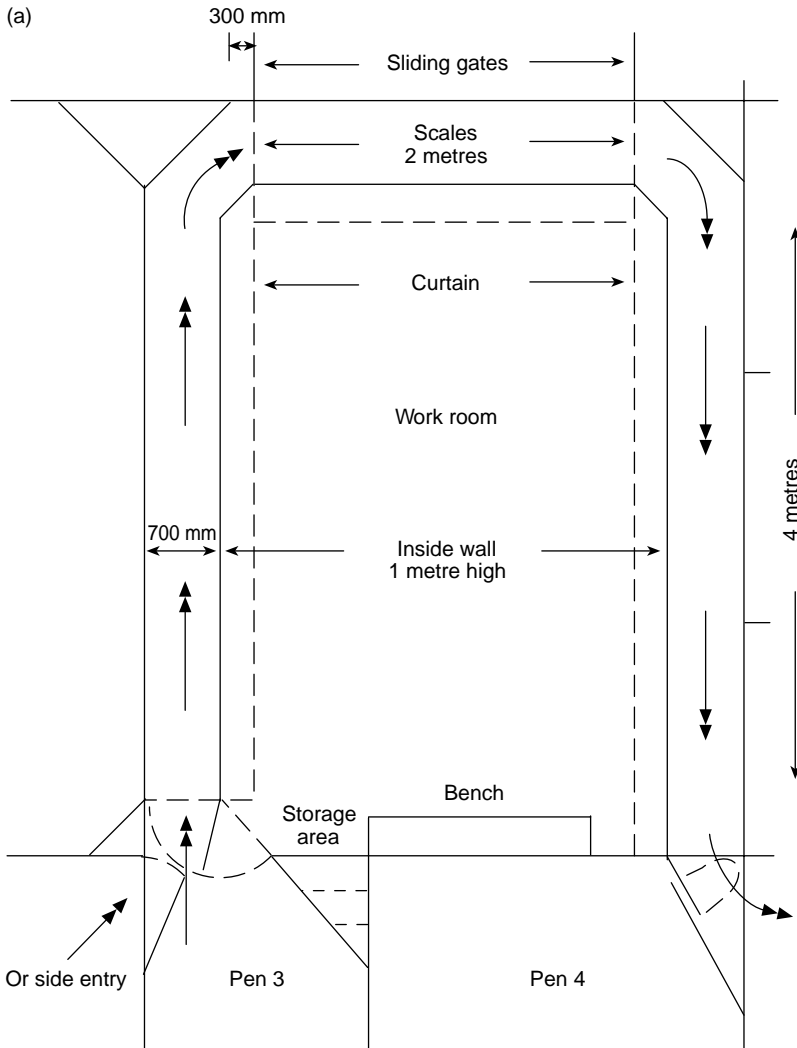 (a)
300 mm
Sliding gates
Scales
2 metres
Curtain
Work room
700 mm
Inside wall
1 metre high
4 metres
Bench
Storage
area
Or side entry
Pen 3
Pen 4